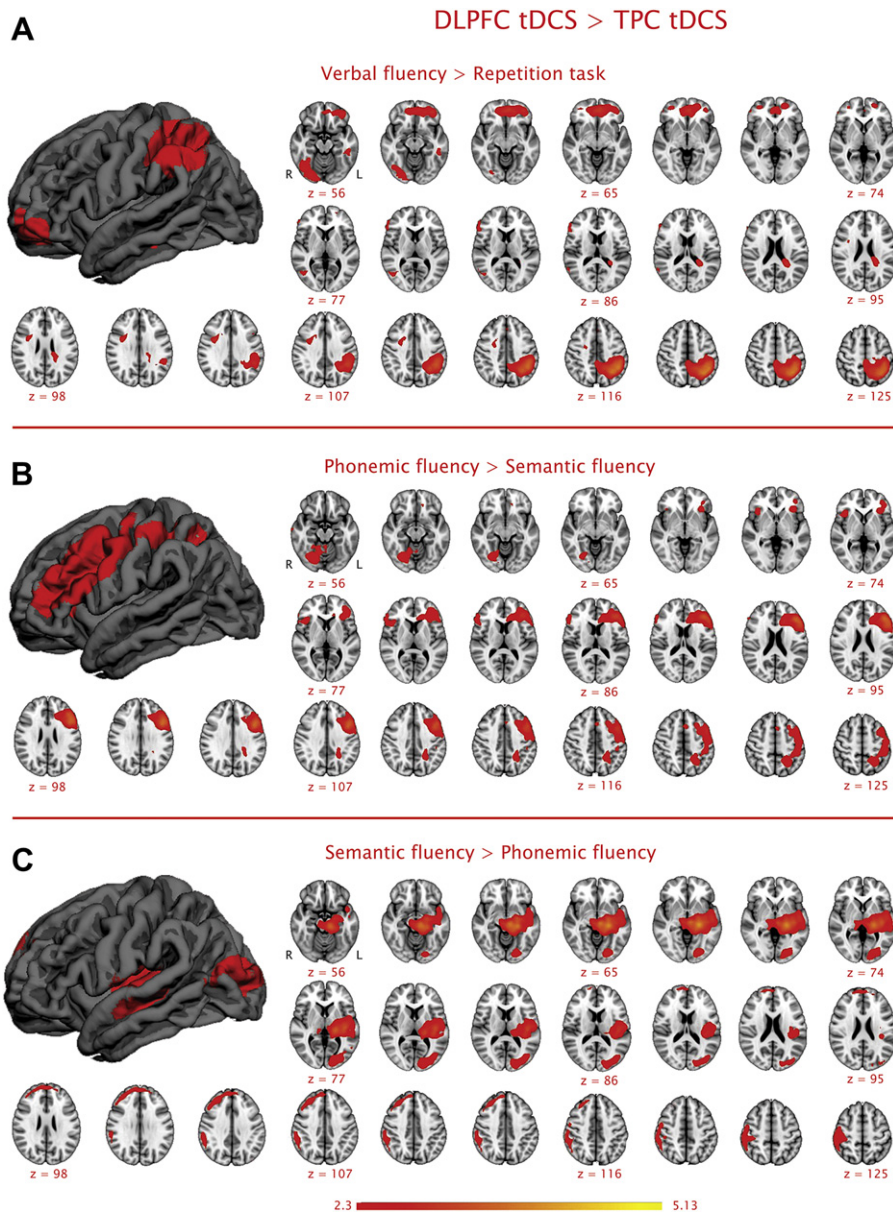 A
DLPFC tDCS > TPC tDCS
Verbal fluency > Repetition task
R L
z = 56 z = 65 z = 74
z = 77 z = 86 z = 95
z = 98 z = 107 z = 116 z = 125
B
Phonemic fluency > Semantic fluency
R L
z = 56 z = 65 z = 74
z = 77 z = 86 z = 95
z = 98 z = 107 z = 116 z = 125
C
Semantic fluency > Phonemic fluency
R L
z = 56 z = 65 z = 74
z = 77 z = 86 z = 95
z = 98 z = 107 z = 116 z = 125
2.3 5.13